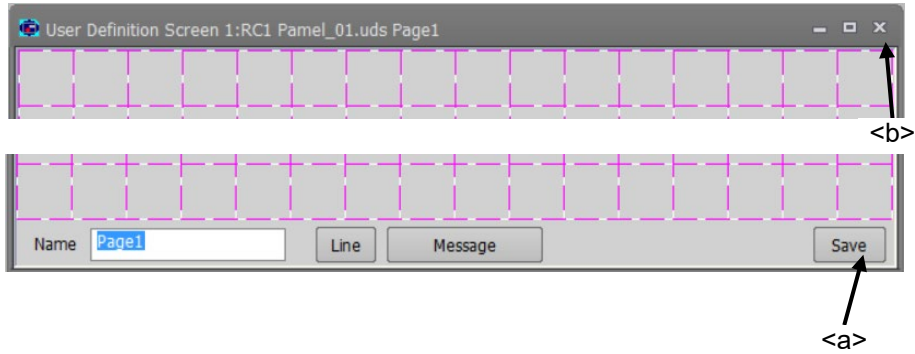 User Definition Screen 1:RC1 Pamel_01.uds Page1
<b>
Name Page1 Line Message Save
<a>